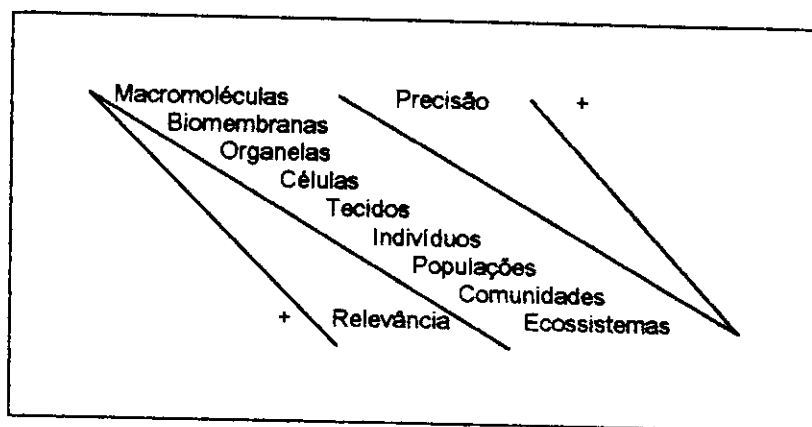 Macromoléculas Precisão +
Biomembranas
Organelas
Células
Tecidos
Indivíduos
Populações
Comunidades
+ Relevância Ecossistemas